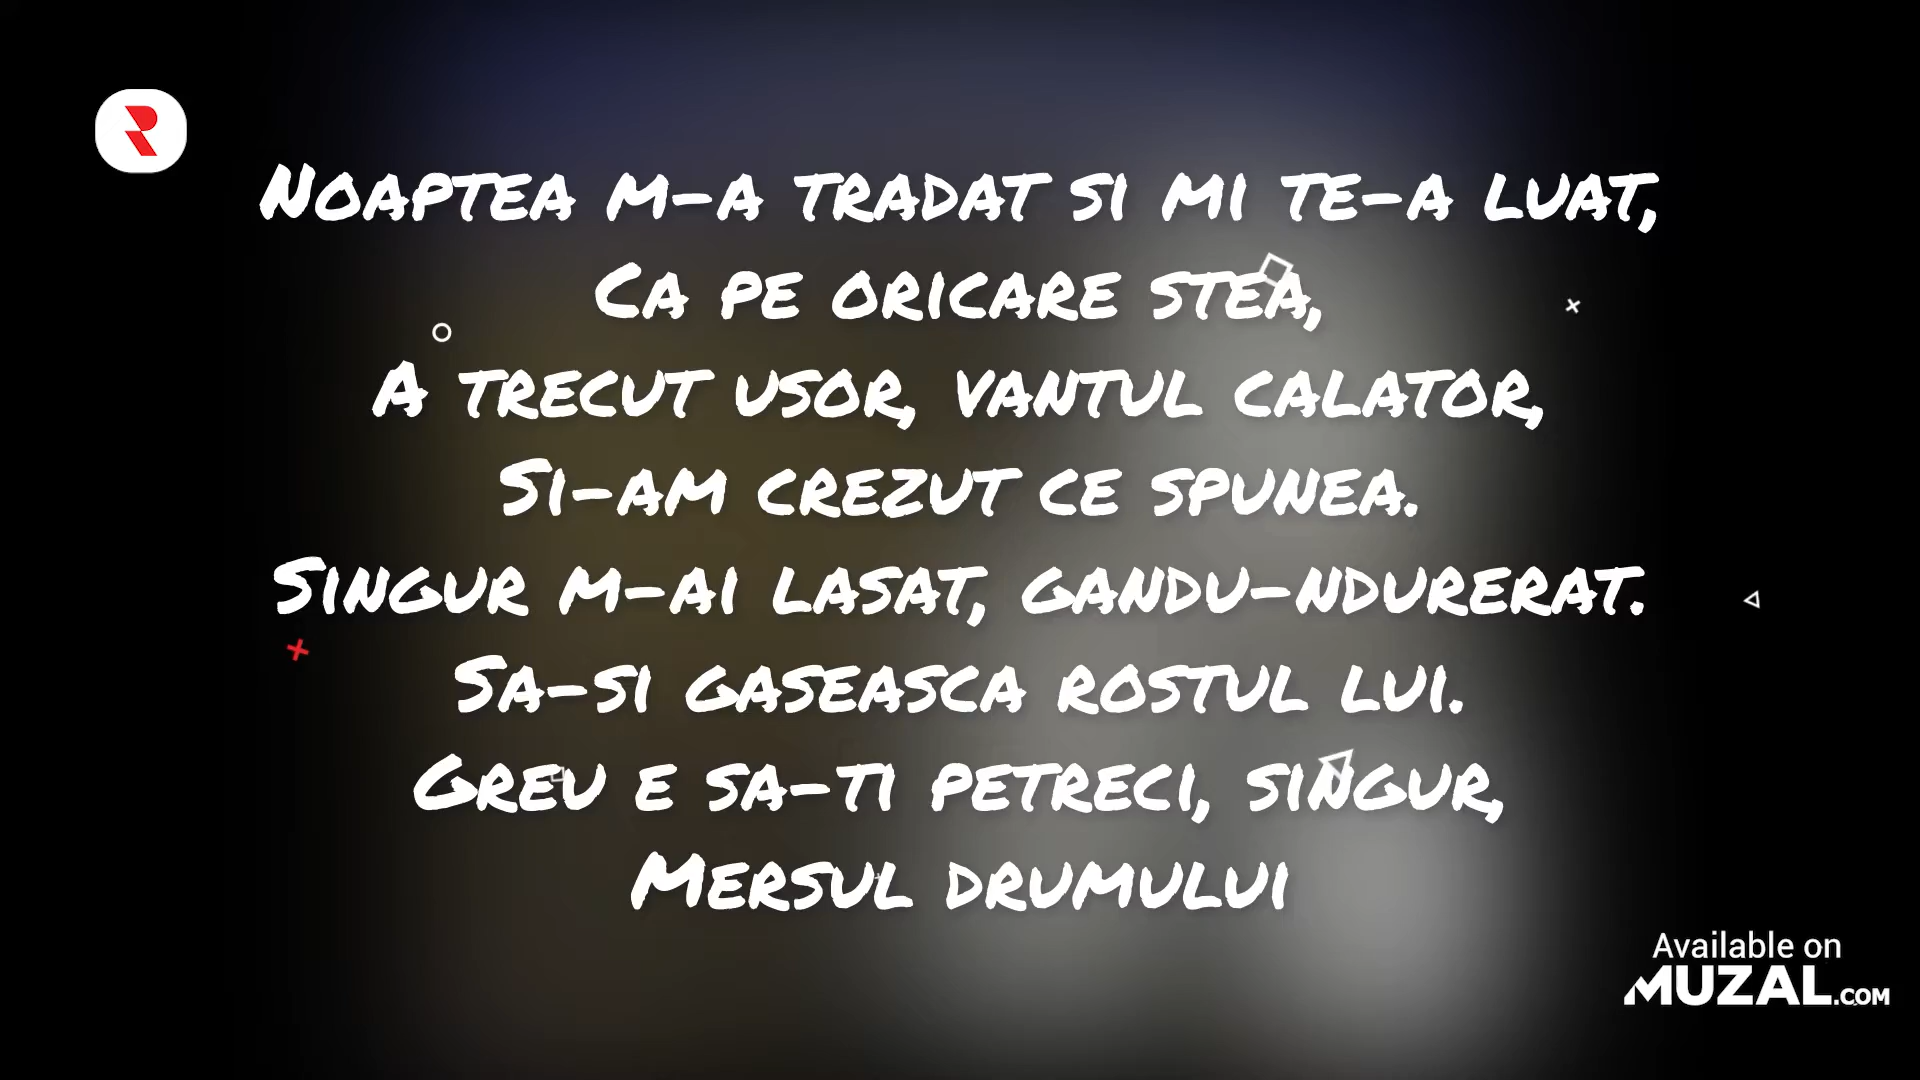 Noaptea m-a tradat si mi te-a luat,
Ca pe oricare stea,
A trecut usor, vantul calator,
Si-am crezut ce spunea.
Singur m-ai lasat, gandu-ndurerat.
Sa-si gaseasca rostul lui.
Greu e sa-ti petreci, singur,
Mersul drumului
Available on
MUZAL.COM